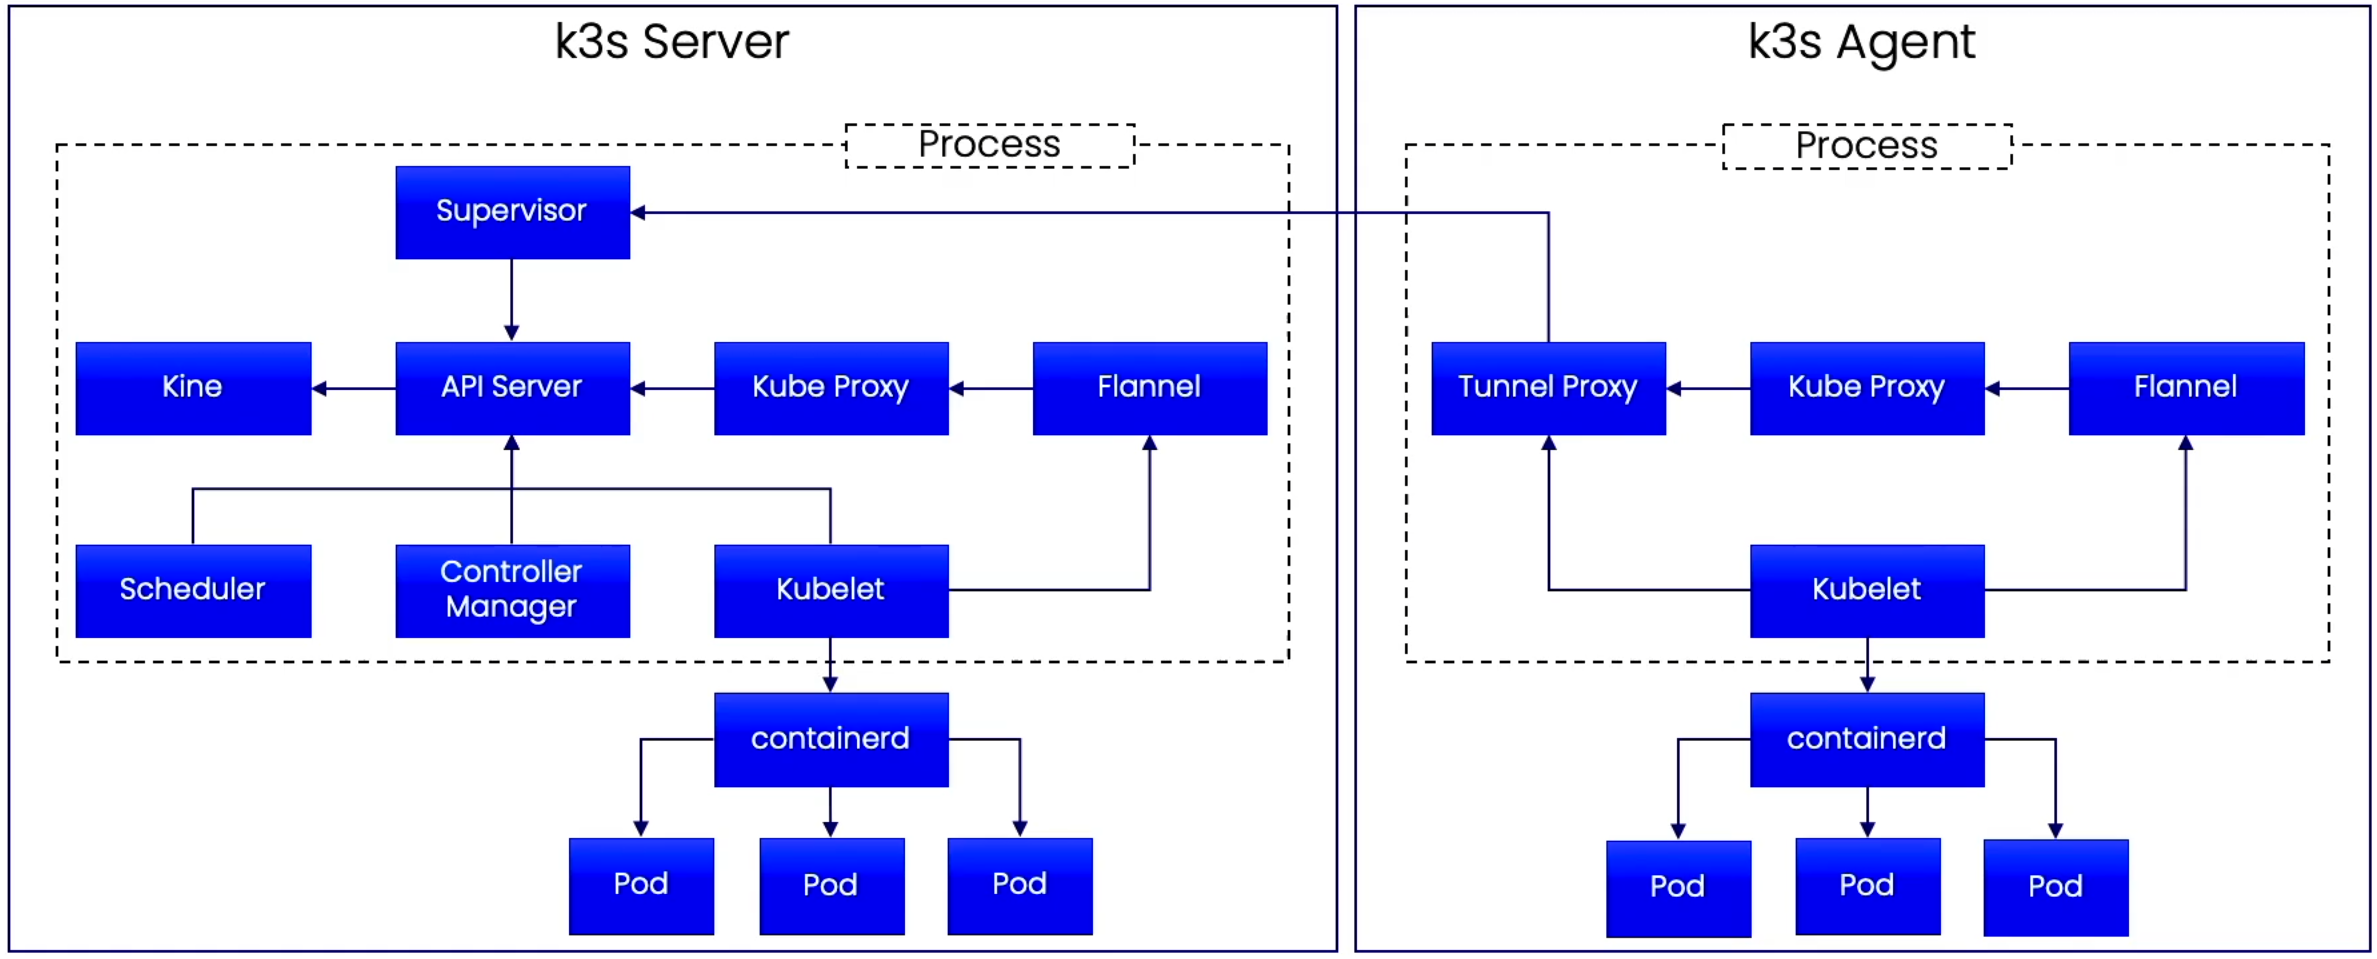 k3s Server
Process
Supervisor
Kine
API Server
Kube Proxy
Flannel
Scheduler
Controller
Manager
Kubelet
containerd
Pod
Pod
Pod
k3s Agent
Process
Tunnel Proxy
Kube Proxy
Flannel
Kubelet
containerd
Pod
Pod
Pod